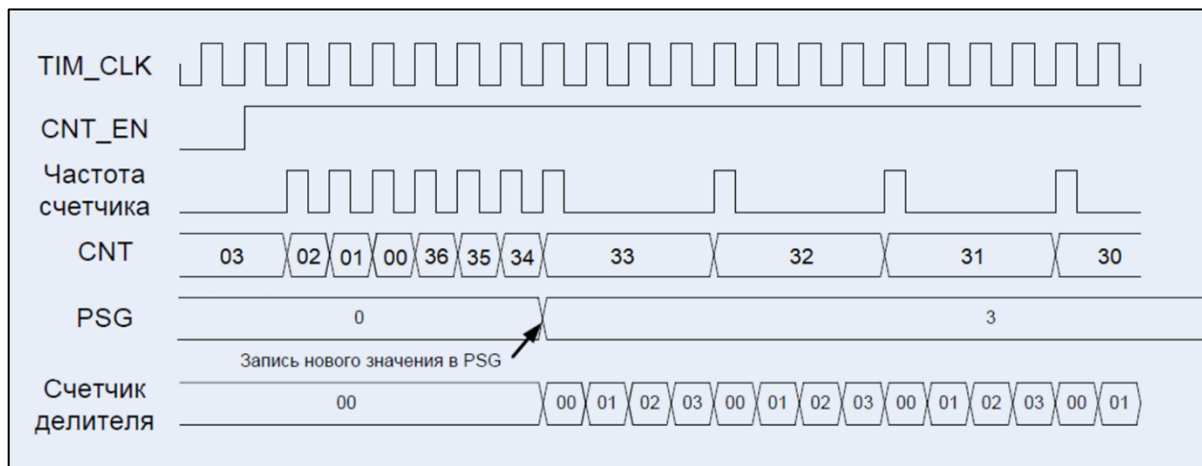 TIM_CLK
CNT_EN
Частота
счетчика
CNT
03 02 01 00 36 35 34 33 32 31 30
PSG
0 3
Запись нового значения в PSG
Счетчик
делителя
00 00 01 02 03 00 01 02 03 00 01 02 03 00 01